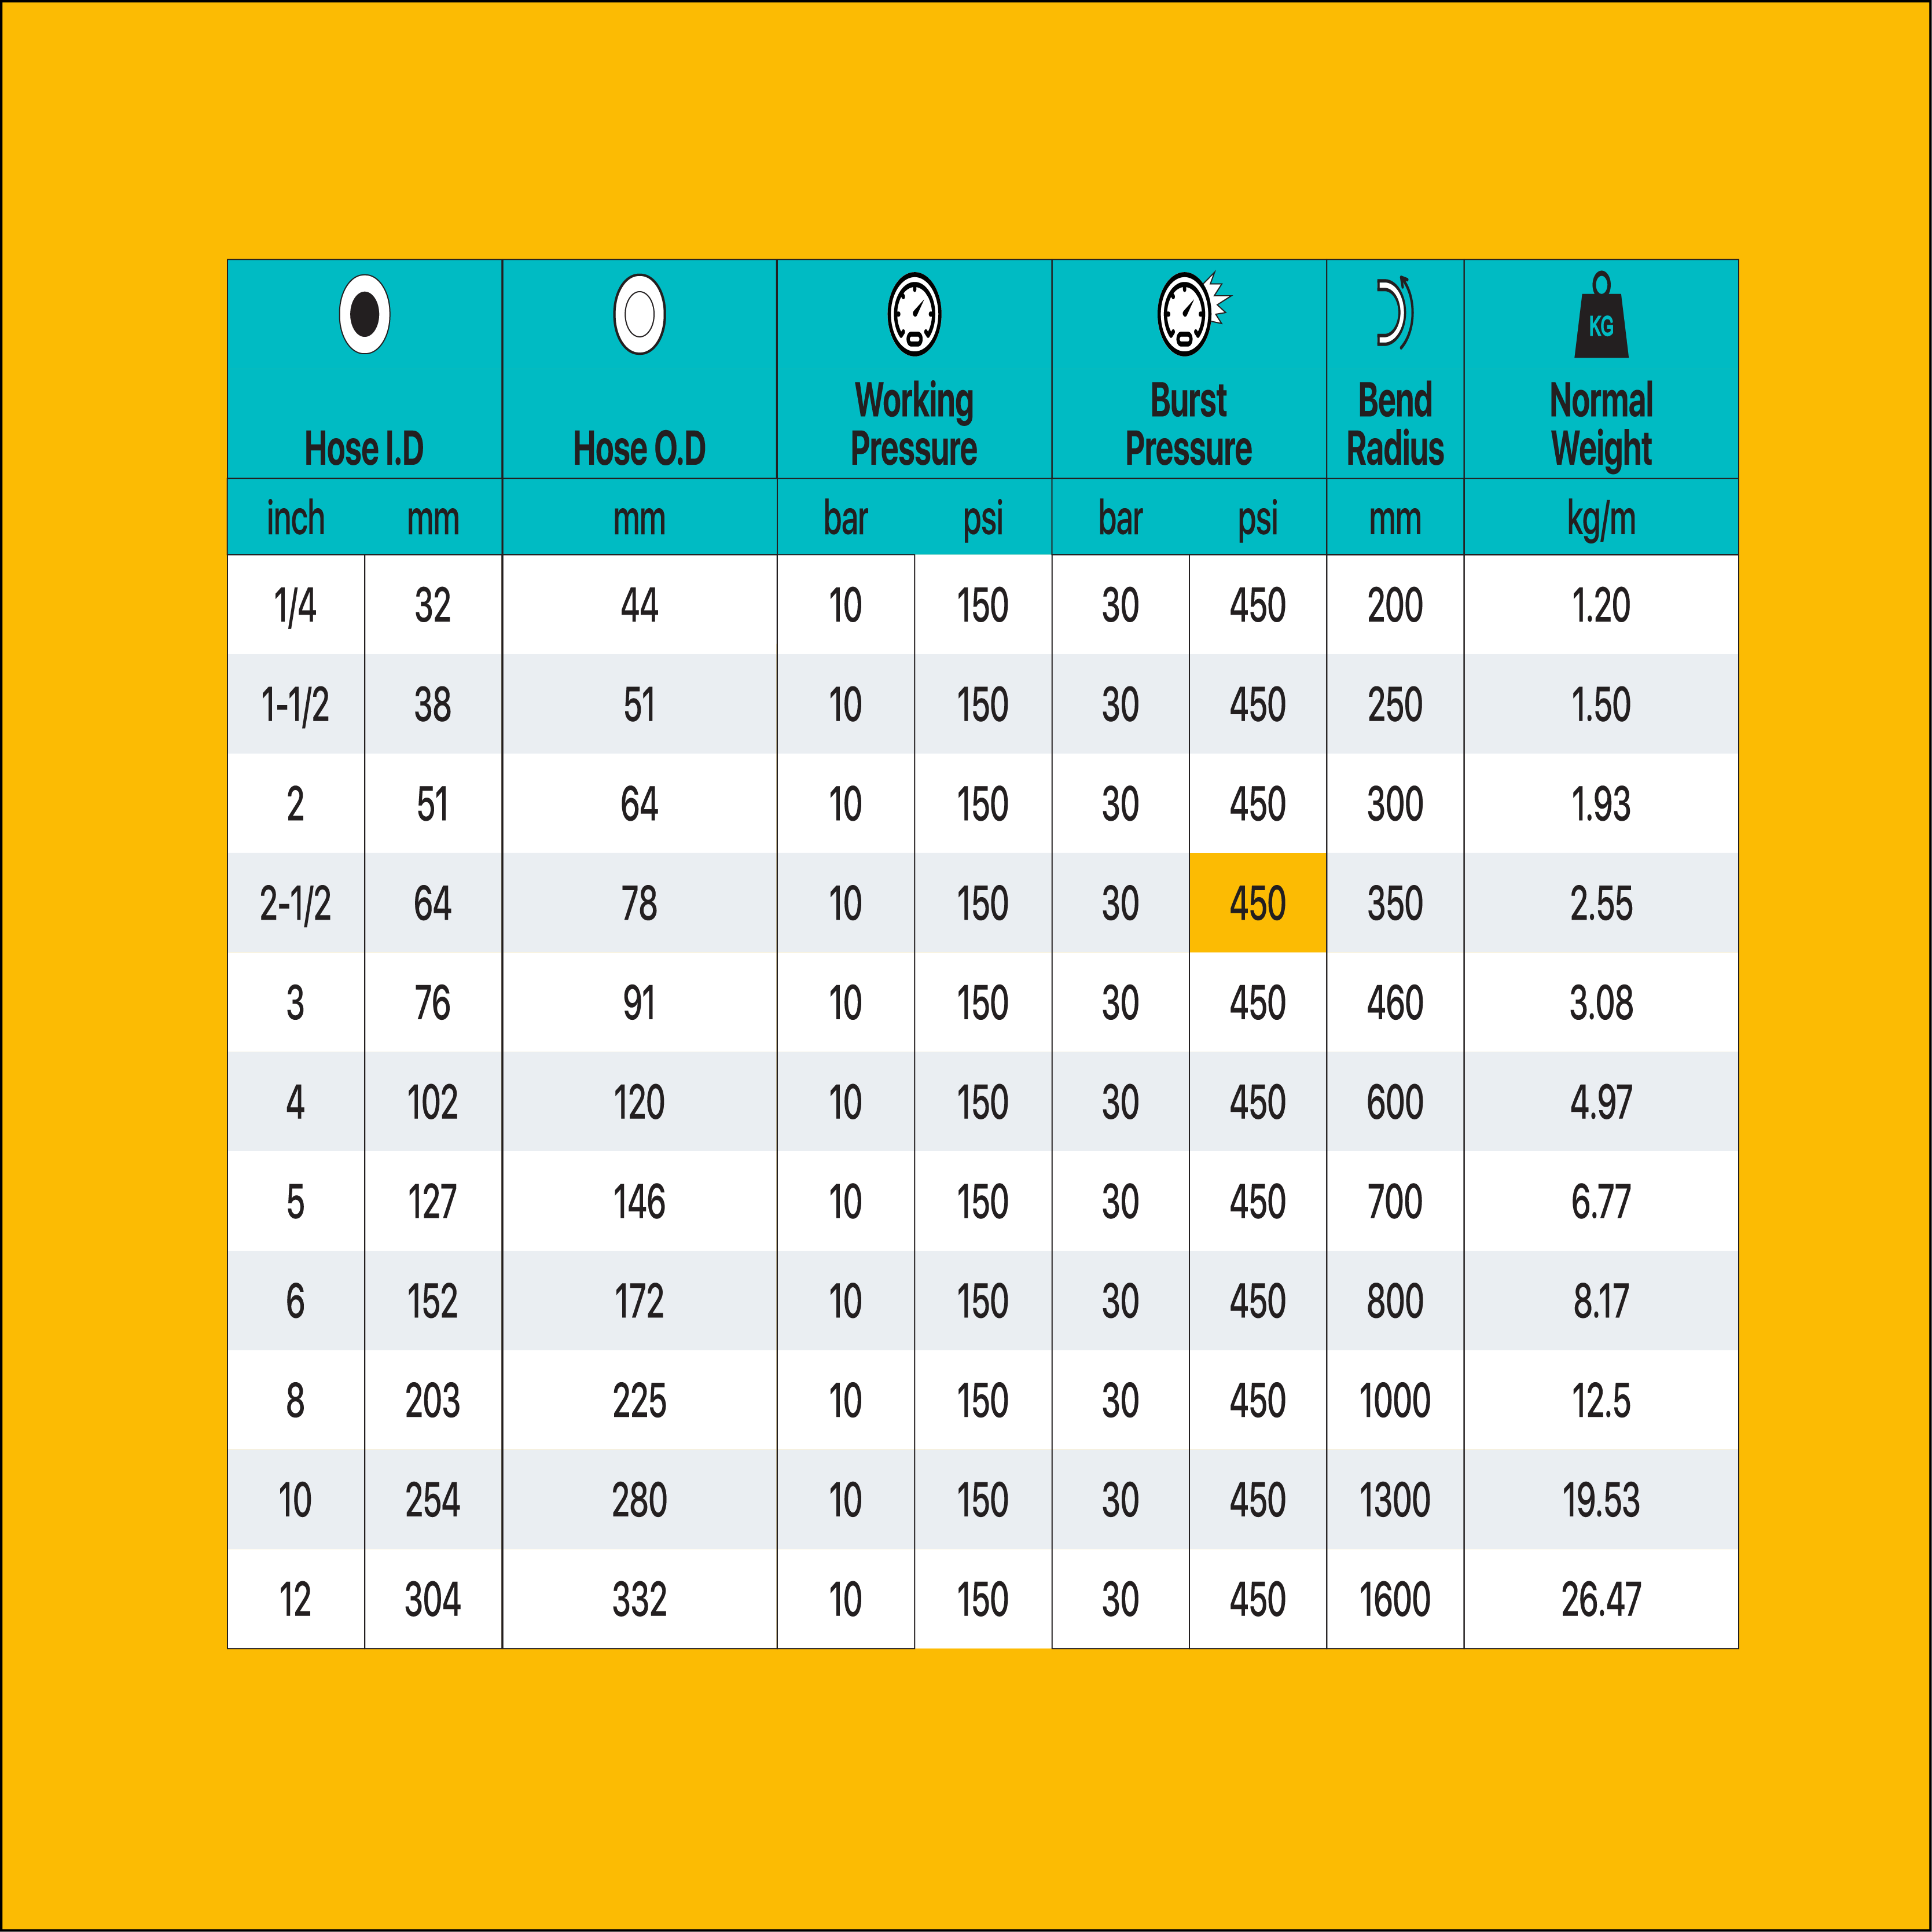 KG
Hose I.D Hose O.D Working Pressure Burst Pressure Bend Radius Normal Weight
inch mm mm bar psi bar psi mm kg/m
1/4 32 44 10 150 30 450 200 1.20
1-1/2 38 51 10 150 30 450 250 1.50
2 51 64 10 150 30 450 300 1.93
2-1/2 64 78 10 150 30 450 350 2.55
3 76 91 10 150 30 450 460 3.08
4 102 120 10 150 30 450 600 4.97
5 127 146 10 150 30 450 700 6.77
6 152 172 10 150 30 450 800 8.17
8 203 225 10 150 30 450 1000 12.5
10 254 280 10 150 30 450 1300 19.53
12 304 332 10 150 30 450 1600 26.47